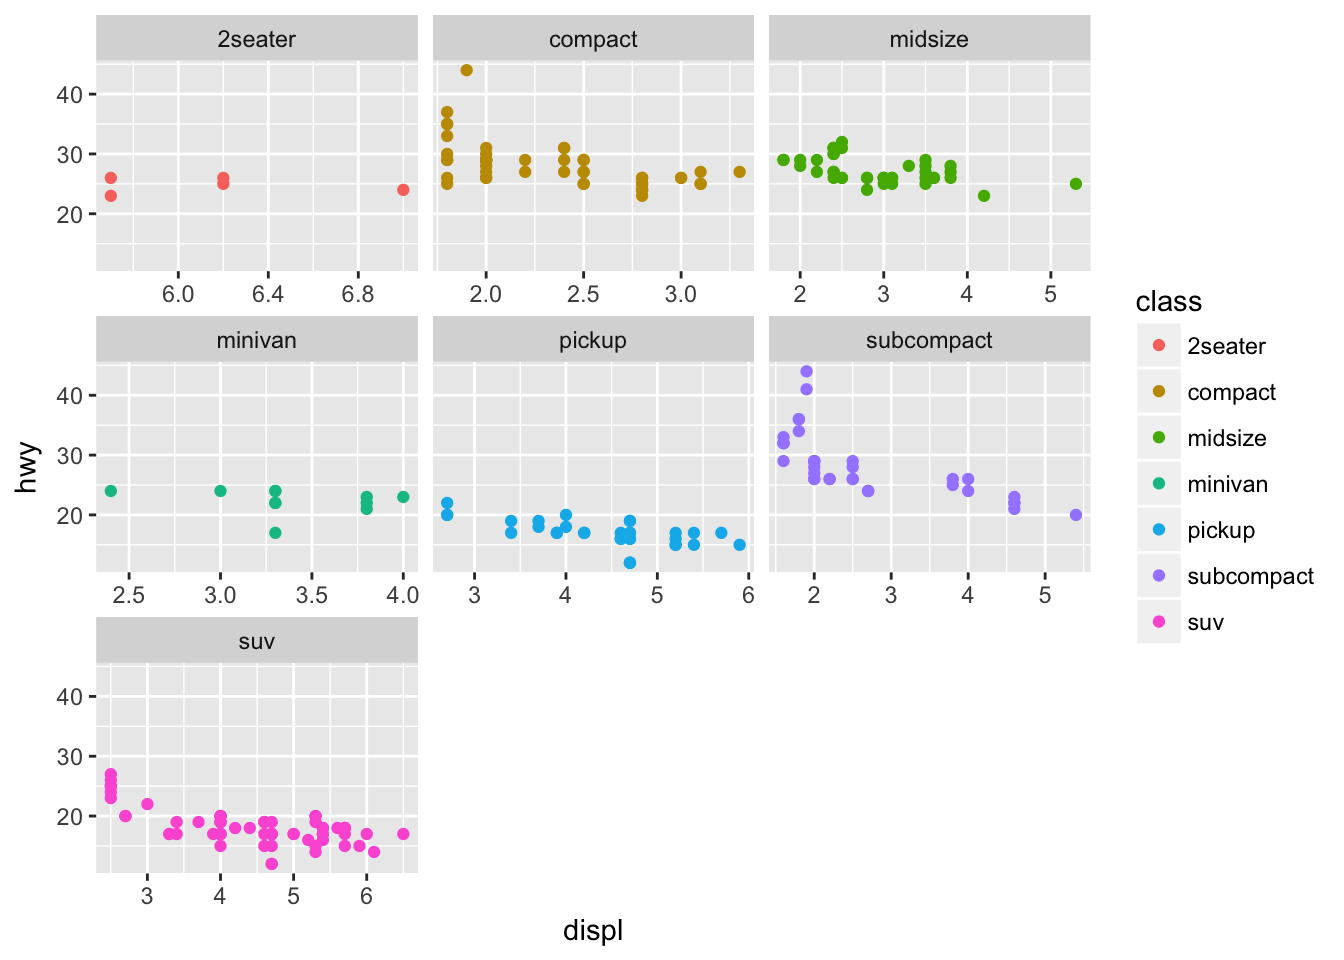 2seater
compact
midsize
40
30
20
6.0 6.4 6.8
2.0 2.5 3.0
2 3 4 5
minivan
pickup
subcompact
40
30
20
2.5 3.0 3.5 4.0
3 4 5 6
2 3 4 5
suv
40
30
20
3 4 5 6
displ
hwy
class
2seater
compact
midsize
minivan
pickup
subcompact
suv